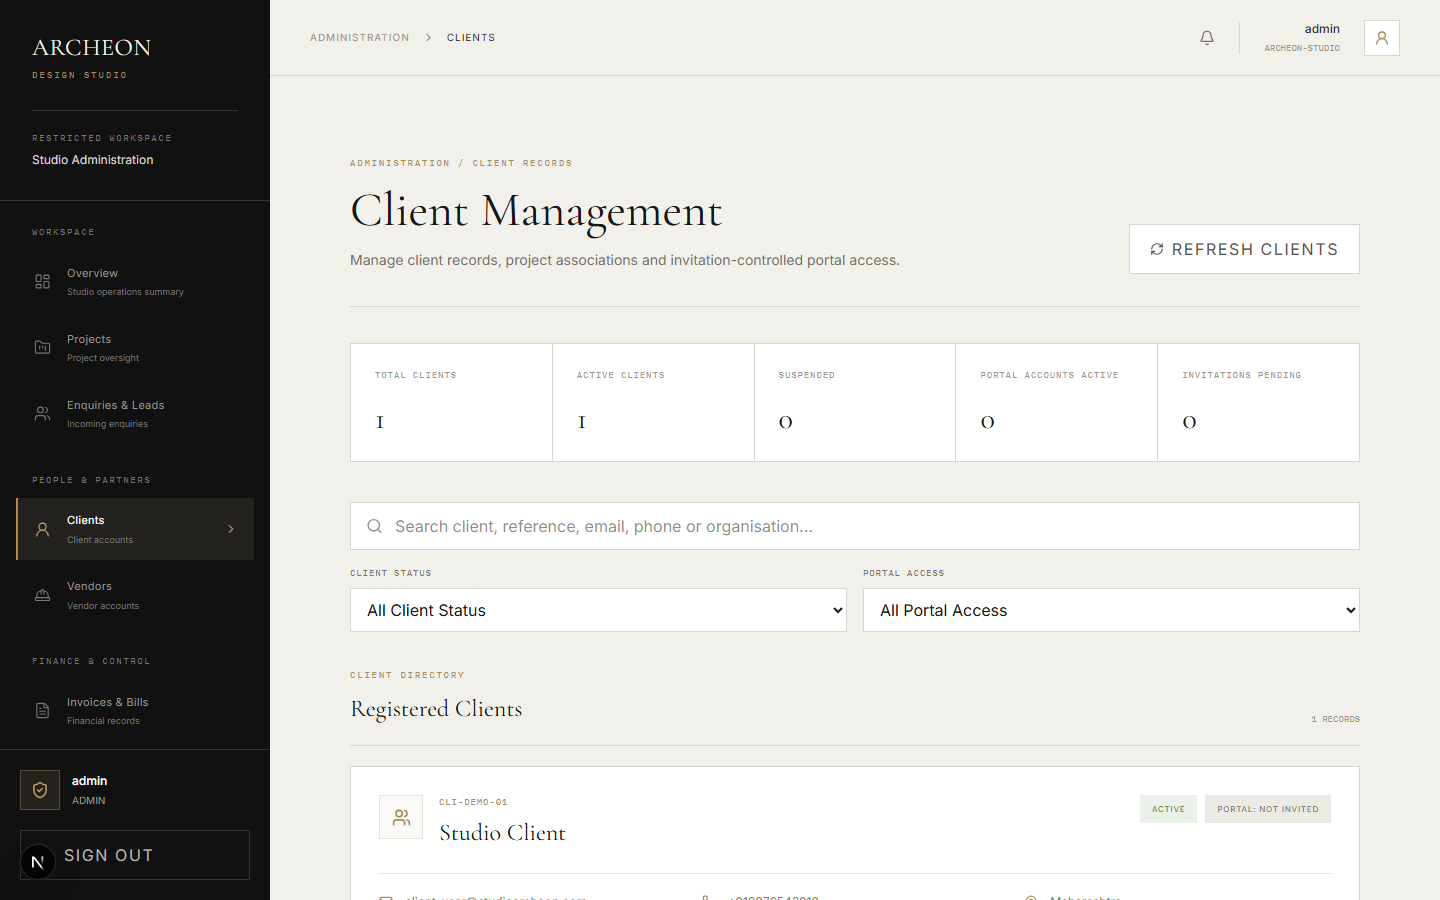 ARCHEON
DESIGN STUDIO
RESTRICTED WORKSPACE
Studio Administration
WORKSPACE
Overview
Studio operations summary
Projects
Project oversight
Enquiries & Leads
Incoming enquiries
PEOPLE & PARTNERS
Clients
Client accounts
Vendors
Vendor accounts
FINANCE & CONTROL
Invoices & Bills
Financial records
admin
ADMIN
N
SIGN OUT
ADMINISTRATION > CLIENTS
admin
ARCHEON-STUDIO
ADMINISTRATION / CLIENT RECORDS
Client Management
Manage client records, project associations and invitation-controlled portal access.
REFRESH CLIENTS
TOTAL CLIENTS
1
ACTIVE CLIENTS
1
SUSPENDED
0
PORTAL ACCOUNTS ACTIVE
0
INVITATIONS PENDING
0
Search client, reference, email, phone or organisation...
CLIENT STATUS
All Client Status
PORTAL ACCESS
All Portal Access
CLIENT DIRECTORY
Registered Clients
1 RECORDS
CLI-DEMO-01
Studio Client
ACTIVE
PORTAL: NOT INVITED
Maharashtra